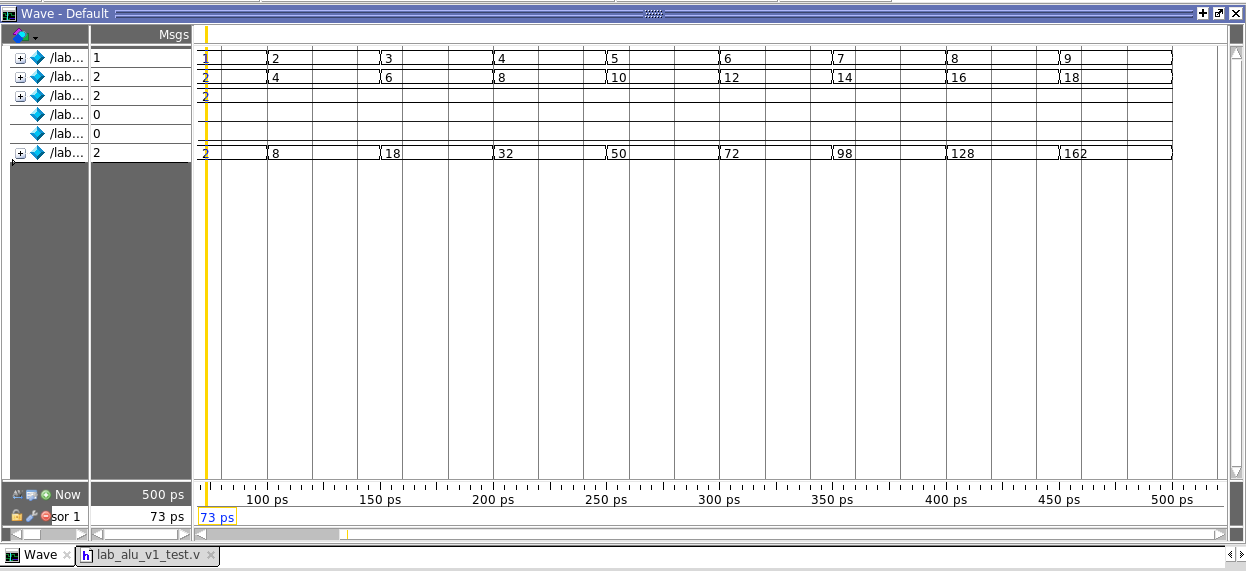 Wave - Default
Msgs
/lab... 1 1 2 3 4 5 6 7 8 9
/lab... 2 2 4 6 8 10 12 14 16 18
/lab... 2 2
/lab... 0
/lab... 0
/lab... 2 2 8 18 32 50 72 98 128 162
Now 500 ps 100 ps 150 ps 200 ps 250 ps 300 ps 350 ps 400 ps 450 ps 500 ps
sor 1 73 ps 73 ps
Wave h lab_alu_v1_test.v